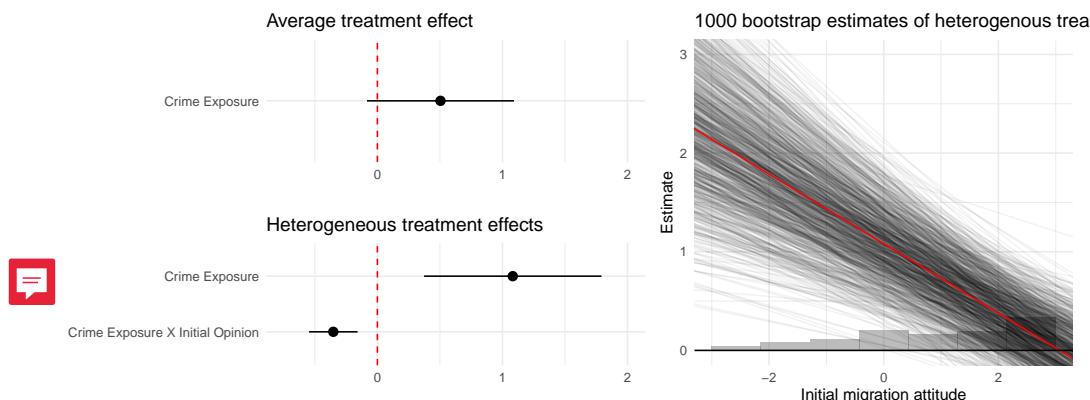 Average treatment effect
Crime Exposure
0 1 2
Heterogeneous treatment effects
Crime Exposure
Crime Exposure X Initial Opinion
0 1 2
1000 bootstrap estimates of heterogenous trea
3
2
1
0
Estimate
−2 0 2
Initial migration attitude